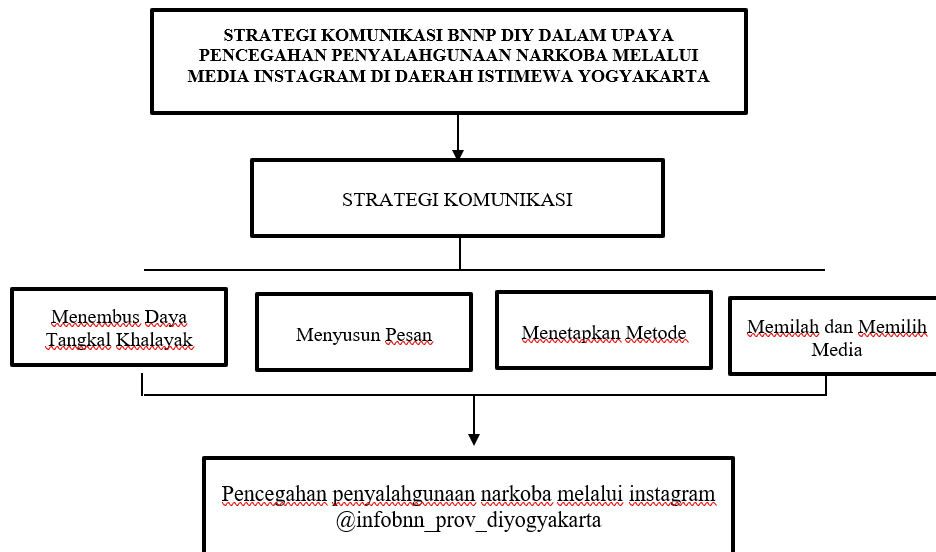 STRATEGI KOMUNIKASI BNNP DIY DALAM UPAYA
PENCEGAHAN PENYALAHGUNAAN NARKOBA MELALUI
MEDIA INSTAGRAM DI DAERAH ISTIMEWA YOGYAKARTA
STRATEGI KOMUNIKASI
Menembus Daya
Tangkal Khalayak
Menyusun Pesan
Menetapkan Metode
Memilah dan Memilih
Media
Pencegahan penyalahgunaan narkoba melalui instagram
@infobnn_prov_diyogyakarta